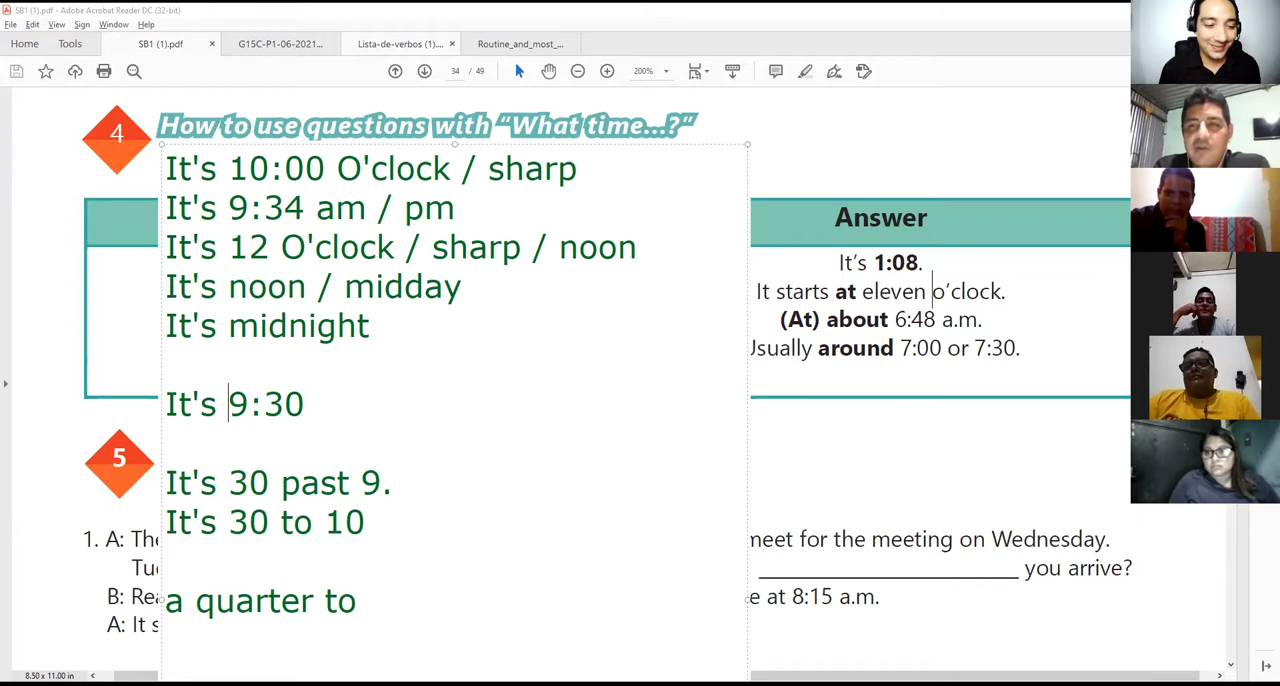 SB1 (1).pdf - Adobe Acrobat Reader DC (32-bit)
File Edit View Sign Window Help
Home Tools SB1 (1).pdf × G15C-P1-06-2021... Lista-de-verbos (1).... × Routine_and_most_...
34 / 49 200%
4 How to use questions with "What time...?"
It's 10:00 O'clock / sharp
It's 9:34 am / pm
It's 12 O'clock / sharp / noon
It's noon / midday
It's midnight
It's 9:30
It's 30 past 9.
It's 30 to 10
a quarter to
Answer
It's 1:08.
It starts at eleven o'clock.
(At) about 6:48 a.m.
Usually around 7:00 or 7:30.
5
1. A: The
meet for the meeting on Wednesday.
Tue
you arrive?
B: Rea
e at 8:15 a.m.
A: It s
8.50 x 11.00 in